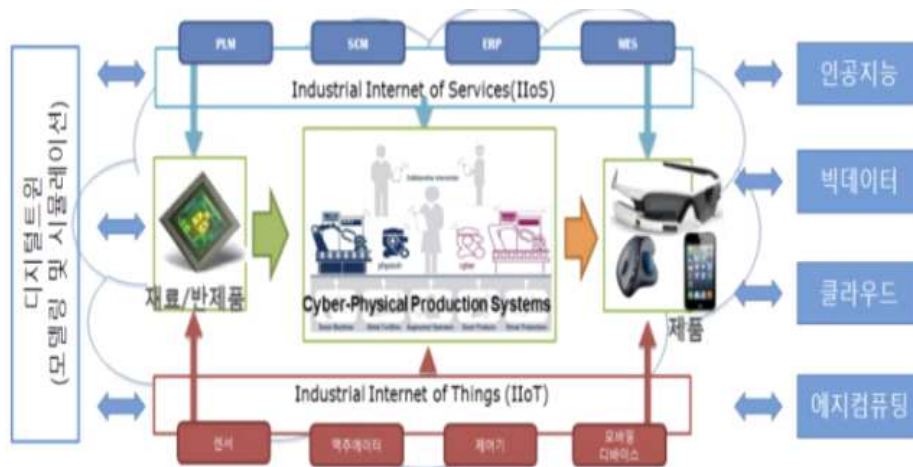 PLM
SCM
ERP
MES
Industrial Internet of Services(IIoS)
디지털트윈
(모델링 및 시뮬레이션)
인공지능
빅데이터
클라우드
에지컴퓨팅
재료/반제품
physical
cyber
Cyber-Physical Production Systems
제품
Industrial Internet of Things (IIoT)
센서
액추에이터
제어기
모바일
디바이스